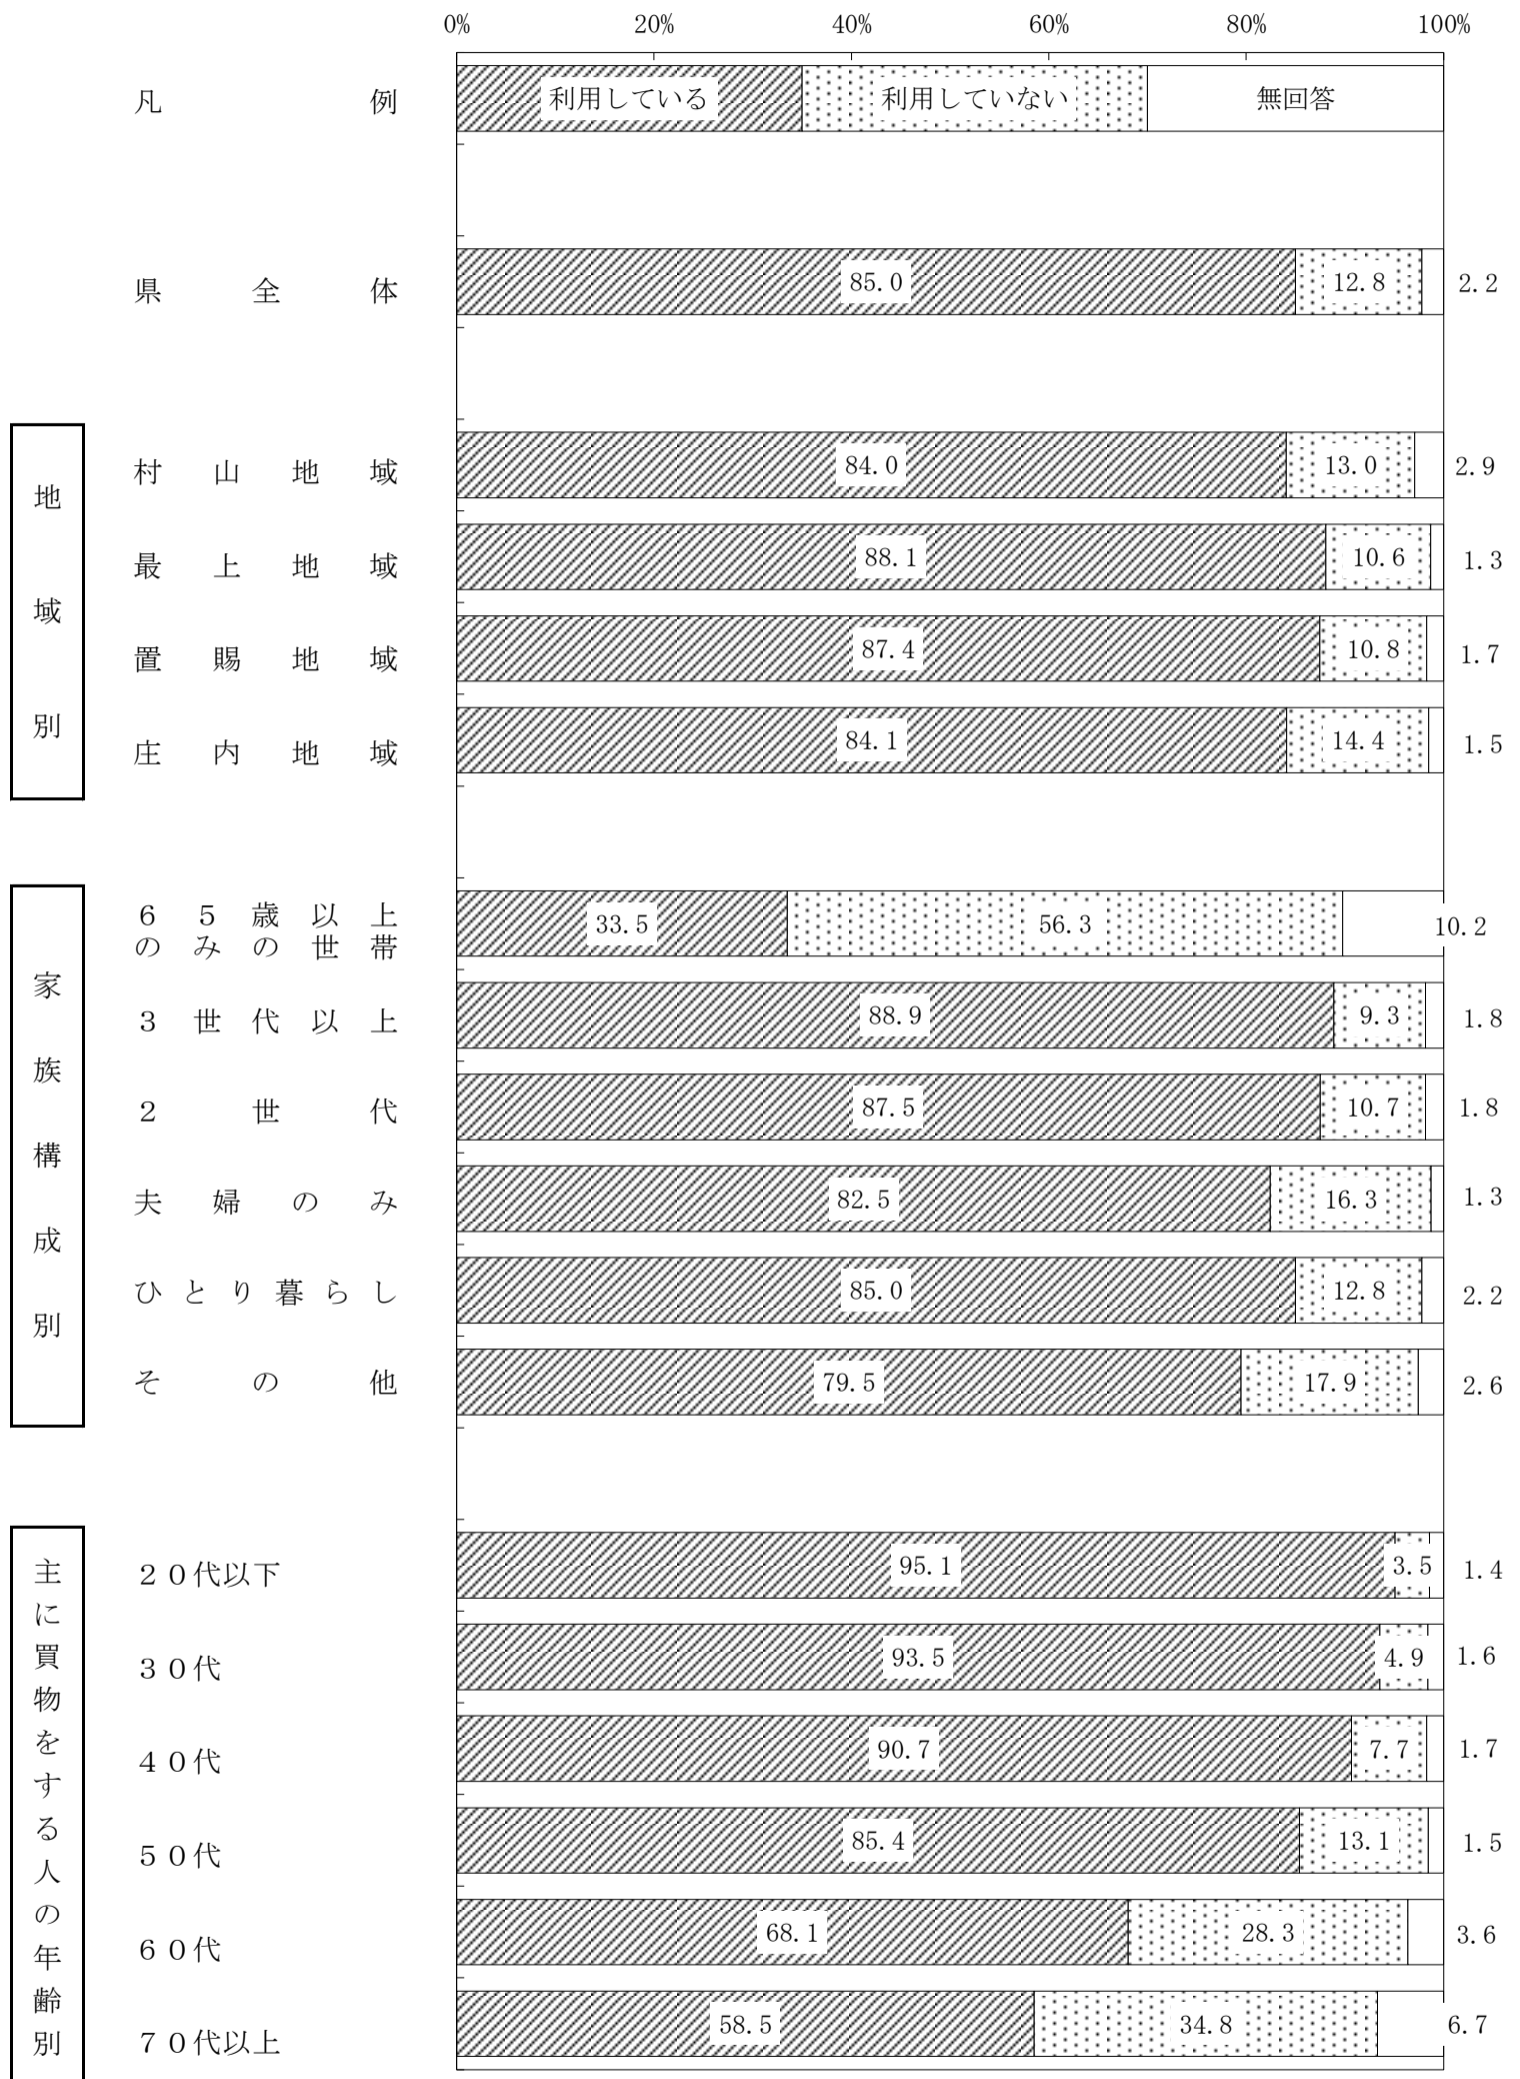 0% 20% 40% 60% 80% 100%
凡例 利用している 利用していない 無回答
県全体 85.0 12.8 2.2
地域別
村山地域 84.0 13.0 2.9
最上地域 88.1 10.6 1.3
置賜地域 87.4 10.8 1.7
庄内地域 84.1 14.4 1.5
家族構成別
65歳以上
のみの世帯 33.5 56.3 10.2
3世代以上 88.9 9.3 1.8
2世代 87.5 10.7 1.8
夫婦のみ 82.5 16.3 1.3
ひとり暮らし 85.0 12.8 2.2
その他 79.5 17.9 2.6
主に買物をする人の年齢別
20代以下 95.1 3.5 1.4
30代 93.5 4.9 1.6
40代 90.7 7.7 1.7
50代 85.4 13.1 1.5
60代 68.1 28.3 3.6
70代以上 58.5 34.8 6.7